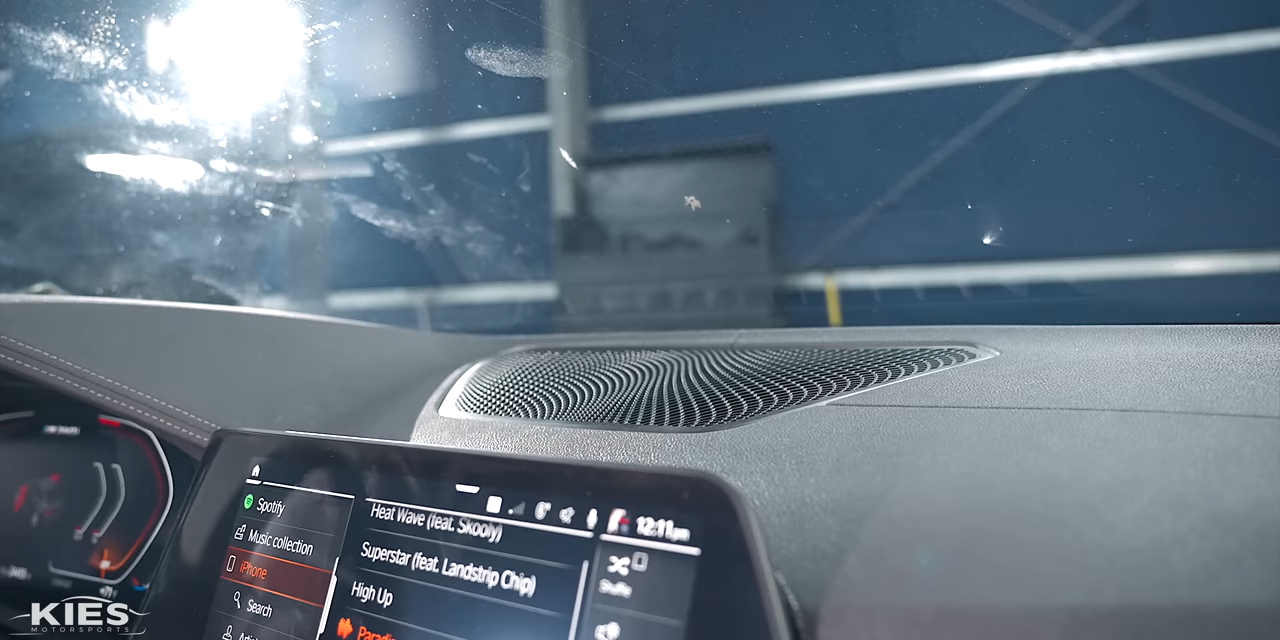 12:11pm
Spotify
Music collection
iPhone
Search
Heat Wave (feat. Skooly)
Superstar (feat. Landstrip Chip)
High Up
Shuffle
KIES
MOTORSPORTS